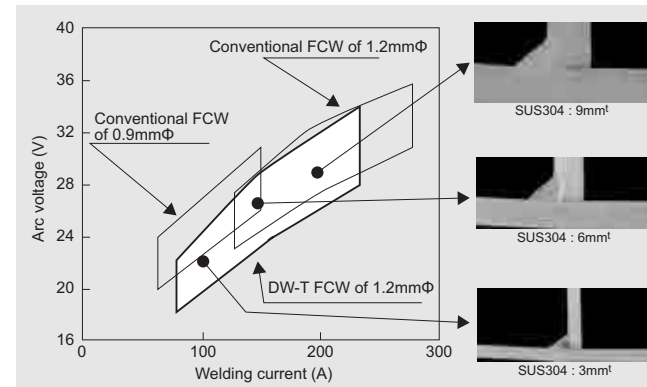 40
36
32
28
24
20
16
0
100
200
300
Arc voltage (V)
Welding current (A)
Conventional FCW of 1.2mmΦ
Conventional FCW
of 0.9mmΦ
DW-T FCW of 1.2mmΦ
SUS304 : 9mmᵗ
SUS304 : 6mmᵗ
SUS304 : 3mmᵗ